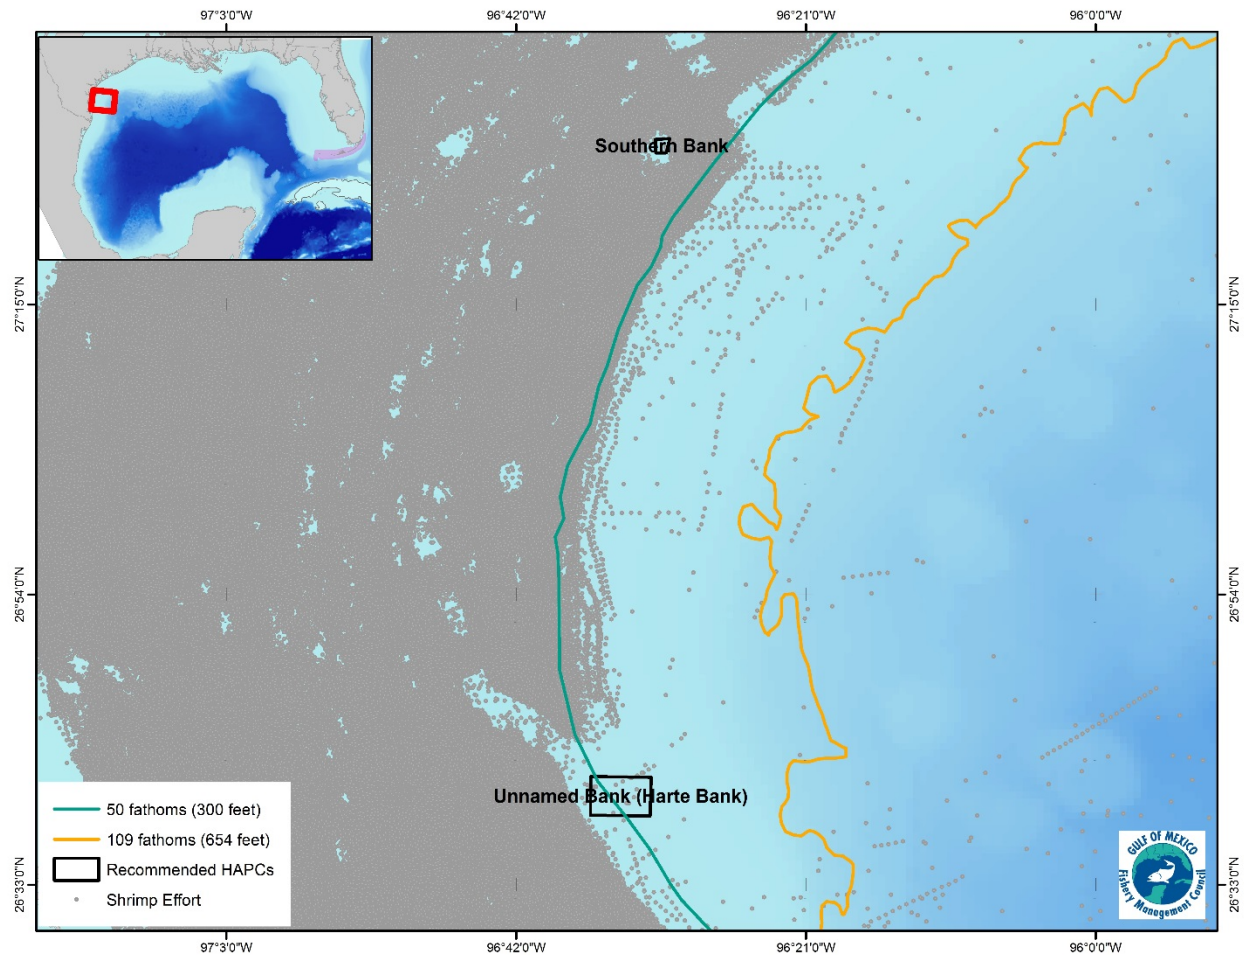 97°3'0"W 96°42'0"W 96°21'0"W 96°0'0"W
Southern Bank
27°15'0"N 27°15'0"N
26°54'0"N 26°54'0"N
Unnamed Bank (Harte Bank)
50 fathoms (300 feet)
109 fathoms (654 feet)
Recommended HAPCs
Shrimp Effort
GULF OF MEXICO
Fishery Management Council
26°33'0"N 26°33'0"N
97°3'0"W 96°42'0"W 96°21'0"W 96°0'0"W